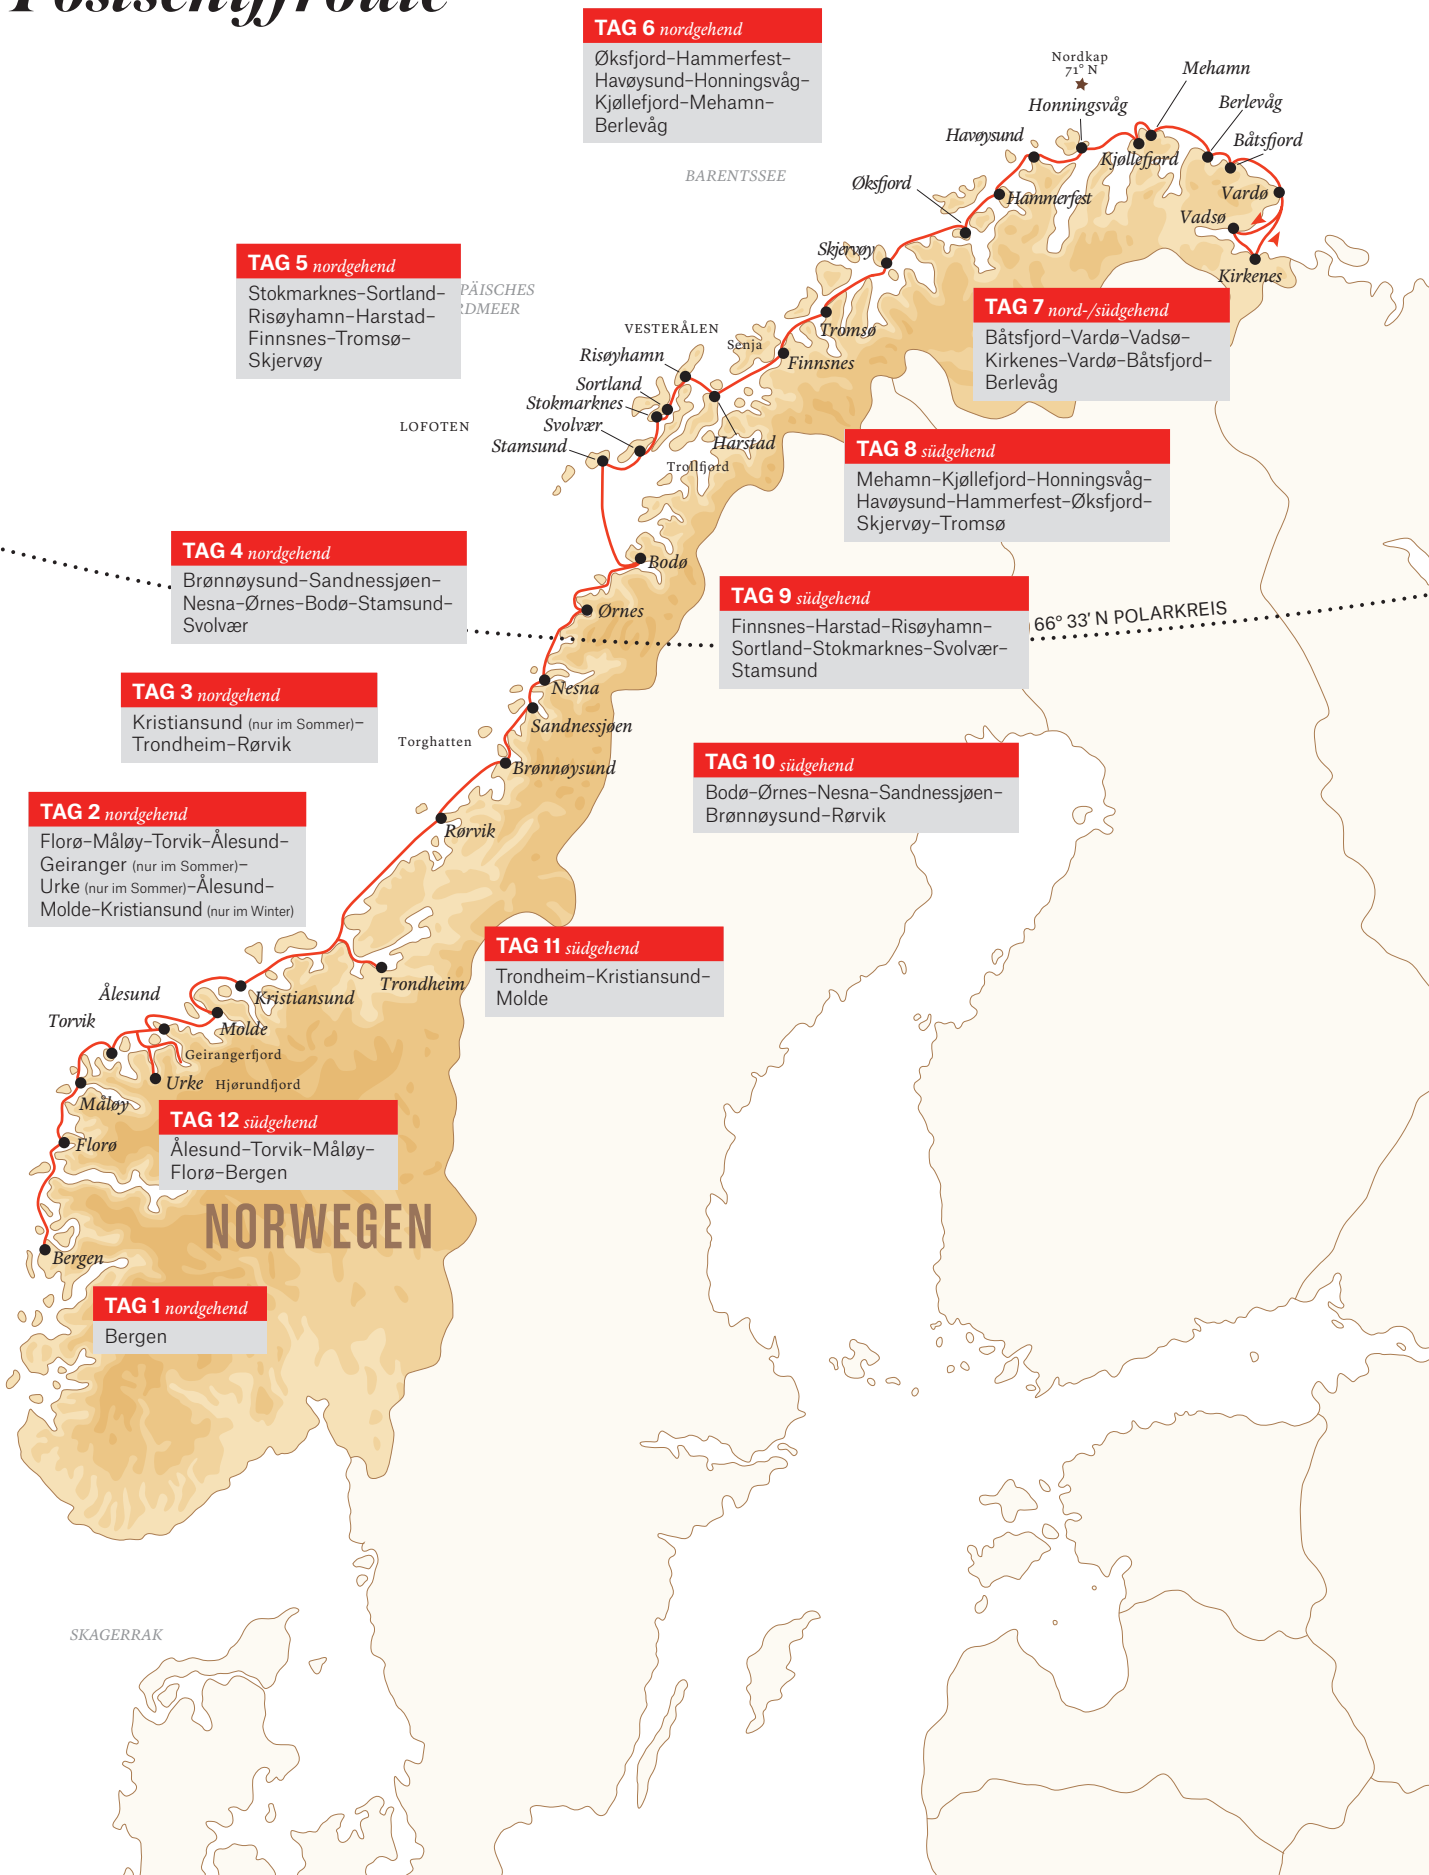 Postschiffroute
TAG 6 nordgehend
Øksfjord–Hammerfest–
Havøysund–Honningsvåg–
Kjøllefjord–Mehamn–
Berlevåg
Nordkap
71° N
Mehamn
Honningsvåg
Berlevåg
Havøysund
Båtsfjord
Kjøllefjord
BARENTSSEE
Øksfjord
Hammerfest
Vardø
Vadsø
Skjervøy
Kirkenes
TAG 5 nordgehend
Stokmarknes–Sortland–
Risøyhamn–Harstad–
Finnsnes–Tromsø–
Skjervøy
PÄISCHES
RDMEER
TAG 7 nord-/südgehend
Båtsfjord–Vardø–Vadsø–
Kirkenes–Vardø–Båtsfjord–
Berlevåg
VESTERÅLEN
Tromsø
Senja
Risøyhamn
Finnsnes
Sortland
Stokmarknes
LOFOTEN
Svolvær
Stamsund
Harstad
Trollfjord
TAG 8 südgehend
Mehamn–Kjøllefjord–Honningsvåg–
Havøysund–Hammerfest–Øksfjord–
Skjervøy–Tromsø
TAG 4 nordgehend
Brønnøysund–Sandnessjøen–
Nesna–Ørnes–Bodø–Stamsund–
Svolvær
Bodø
Ørnes
TAG 9 südgehend
Finnsnes–Harstad–Risøyhamn–
Sortland–Stokmarknes–Svolvær–
Stamsund
66° 33' N POLARKREIS
TAG 3 nordgehend
Kristiansund (nur im Sommer)–
Trondheim–Rørvik
Nesna
Sandnessjøen
Torghatten
Brønnøysund
TAG 10 südgehend
Bodø–Ørnes–Nesna–Sandnessjøen–
Brønnøysund–Rørvik
TAG 2 nordgehend
Florø–Måløy–Torvik–Ålesund–
Geiranger (nur im Sommer)–
Urke (nur im Sommer)–Ålesund–
Molde–Kristiansund (nur im Winter)
Rørvik
TAG 11 südgehend
Trondheim–Kristiansund–
Molde
Trondheim
Ålesund
Kristiansund
Torvik
Molde
Geirangerfjord
Urke
Hjørundfjord
Måløy
TAG 12 südgehend
Ålesund–Torvik–Måløy–
Florø–Bergen
Florø
NORWEGEN
Bergen
TAG 1 nordgehend
Bergen
SKAGERRAK